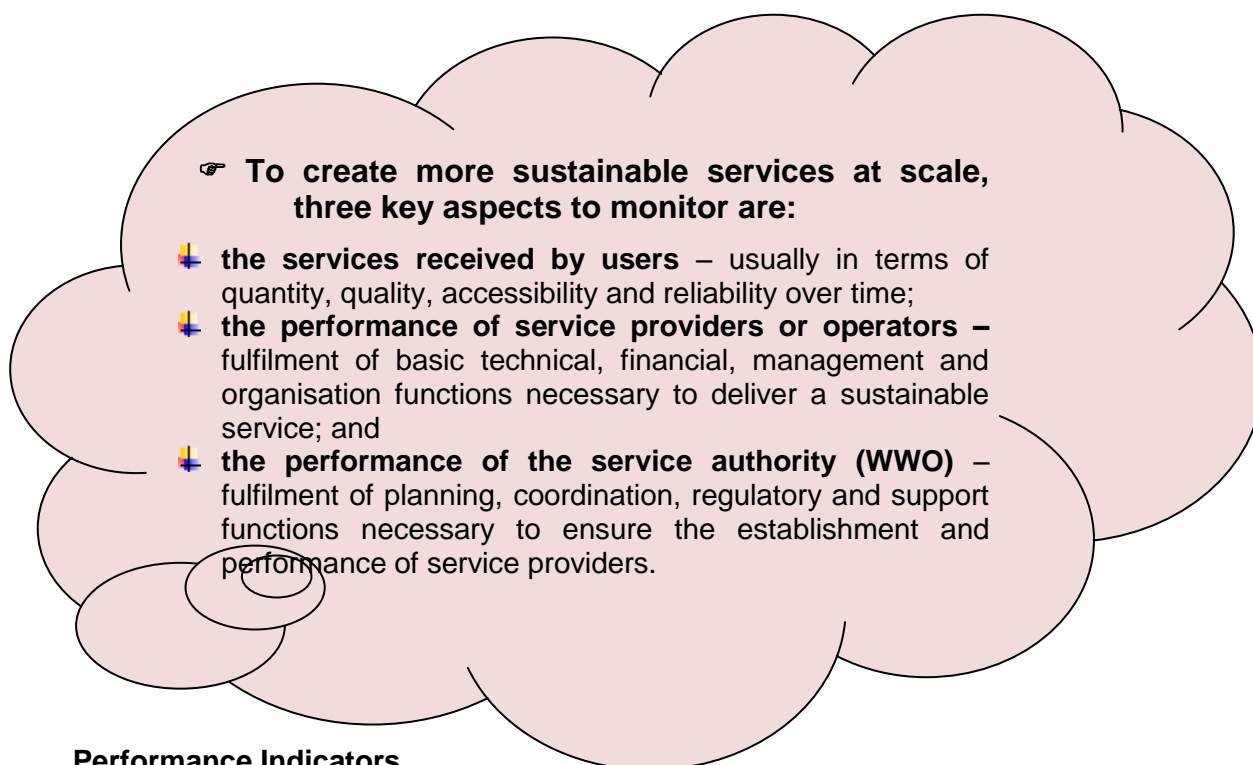 ☞ To create more sustainable services at scale,
three key aspects to monitor are:
the services received by users – usually in terms of
quantity, quality, accessibility and reliability over time;
the performance of service providers or operators –
fulfilment of basic technical, financial, management and
organisation functions necessary to deliver a sustainable
service; and
the performance of the service authority (WWO) –
fulfilment of planning, coordination, regulatory and support
functions necessary to ensure the establishment and
performance of service providers.
Performance Indicators